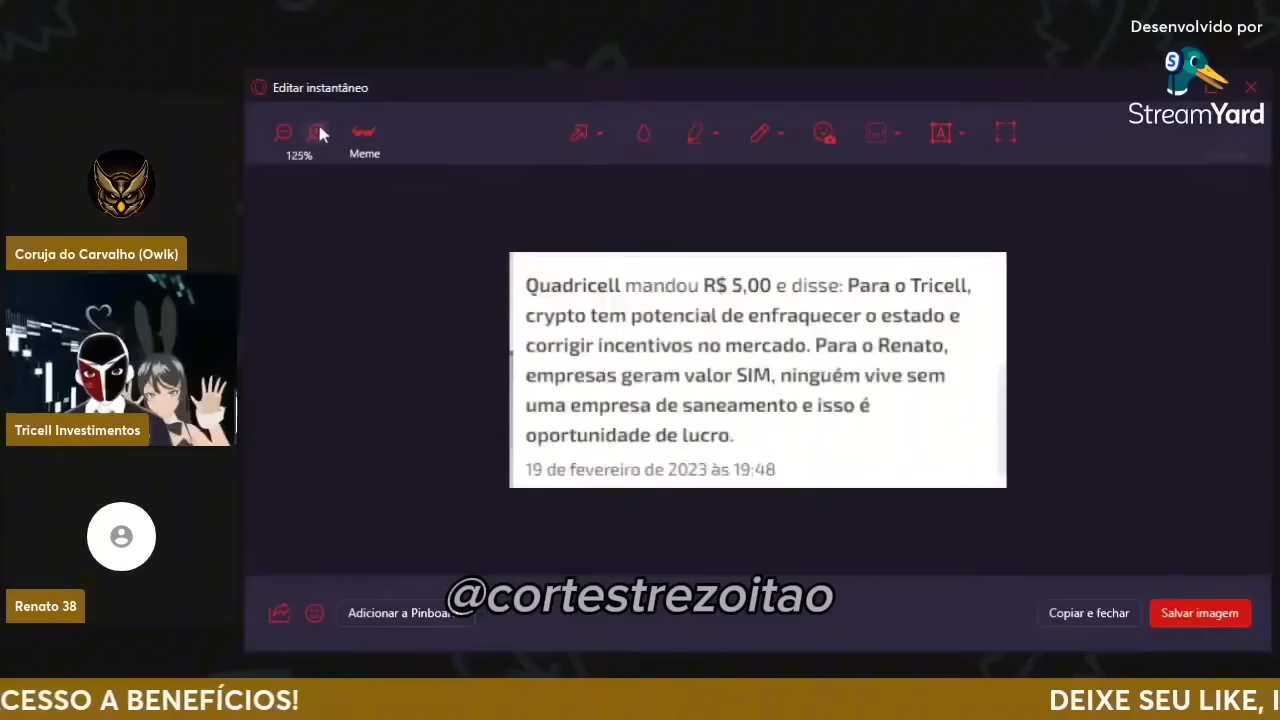 Desenvolvido por
StreamYard
Editar instantâneo
125%
Meme
Coruja do Carvalho (Owlk)
Tricell Investimentos
Renato 38
Quadricell mandou R$ 5,00 e disse: Para o Tricell,
crypto tem potencial de enfraquecer o estado e
corrigir incentivos no mercado. Para o Renato,
empresas geram valor SIM, ninguém vive sem
uma empresa de saneamento e isso é
oportunidade de lucro.
19 de fevereiro de 2023 às 19:48
@cortestrezoitao
Adicionar a
Copiar e fechar
Salvar imagem
CESSO A BENEFÍCIOS!
DEIXE SEU LIKE,